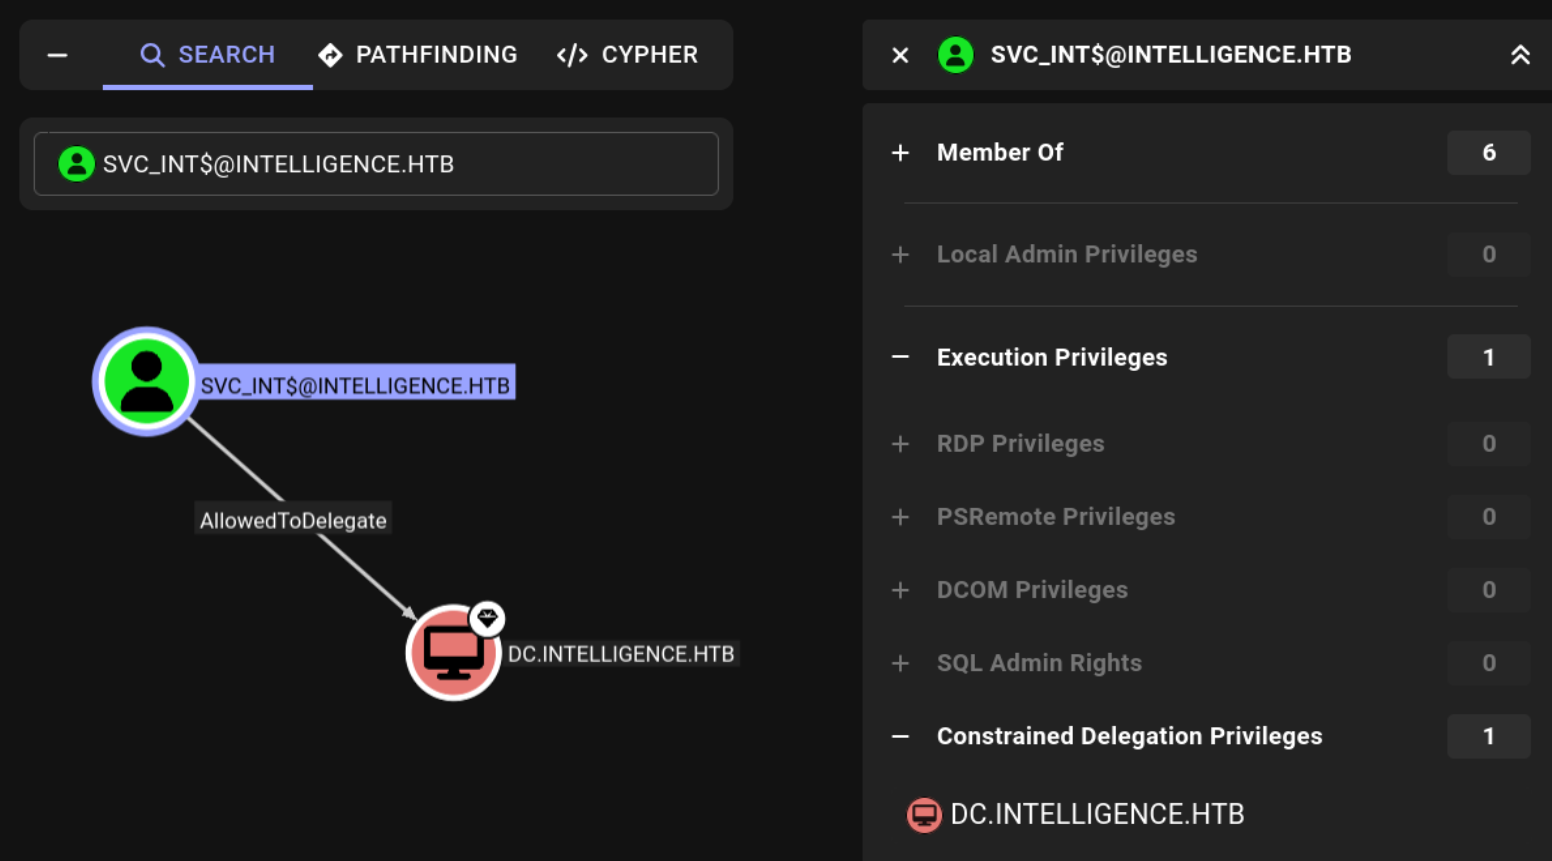 SEARCH PATHFINDING </> CYPHER
SVC_INT$@INTELLIGENCE.HTB
SVC_INT$@INTELLIGENCE.HTB
AllowedToDelegate
DC.INTELLIGENCE.HTB
SVC_INT$@INTELLIGENCE.HTB
Member Of 6
Local Admin Privileges 0
Execution Privileges 1
RDP Privileges 0
PSRemote Privileges 0
DCOM Privileges 0
SQL Admin Rights 0
Constrained Delegation Privileges 1
DC.INTELLIGENCE.HTB